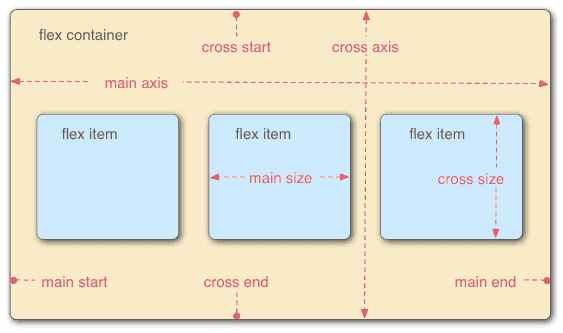 flex container
cross start
cross axis
main axis
flex item
flex item
flex item
main size
cross size
main start
cross end
main end